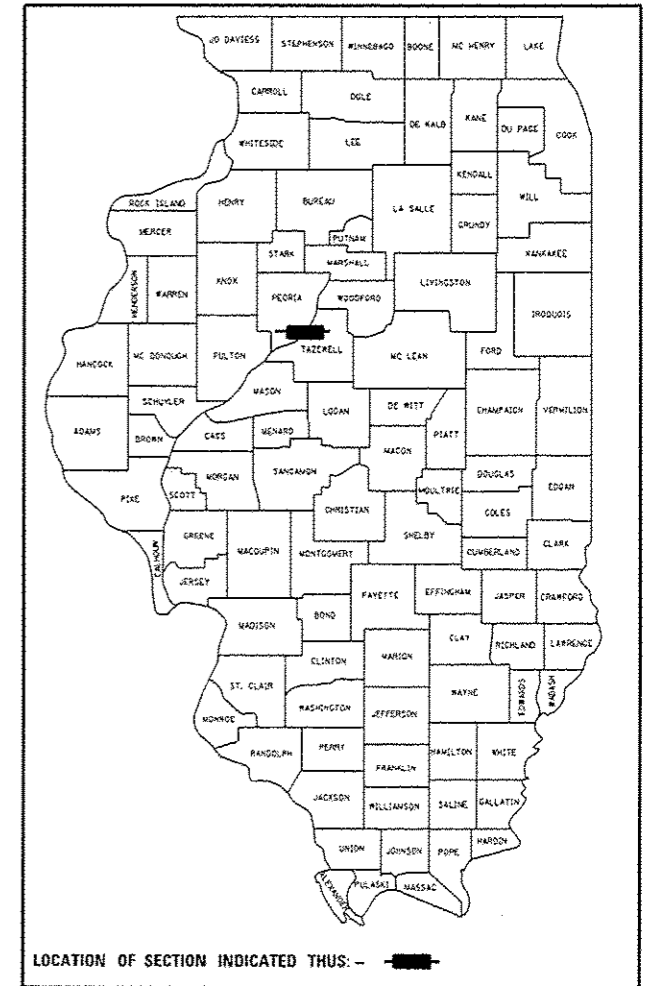 JO DAVIESS STEPHENSON WINNEBAGO BOONE MC HENRY LAKE
CARROLL OGLE DE KALB KANE DU PAGE COOK
WHITESIDE LEE KENDALL WILL
ROCK ISLAND HENRY BUREAU LA SALLE GRUNDY
MERCER PUTNAM KANKAKEE
STARK MARSHALL
HENDERSON WARREN KNOX PEORIA WOODFORD LIVINGSTON IROQUOIS
HANCOCK MC DONOUGH FULTON TAZEWELL MC LEAN FORD
MASON
SCHUYLER LOGAN DE WITT CHAMPAIGN VERMILION
ADAMS BROWN CASS MENARD PIATT
MACON
PIKE SCOTT MORGAN SANGAMON MOULTRIE DOUGLAS EDGAR
CHRISTIAN COLES
CALHOUN GREENE MACOUPIN MONTGOMERY SHELBY CUMBERLAND CLARK
JERSEY
FAYETTE EFFINGHAM JASPER CRAWFORD
MADISON BOND
CLAY RICHLAND LAWRENCE
CLINTON MARION
ST. CLAIR WAYNE EDWARDS WABASH
MONROE WASHINGTON JEFFERSON
RANDOLPH PERRY HAMILTON WHITE
FRANKLIN
JACKSON WILLIAMSON SALINE GALLATIN
UNION JOHNSON POPE HARDIN
ALEXANDER PULASKI MASSAC
LOCATION OF SECTION INDICATED THUS: –